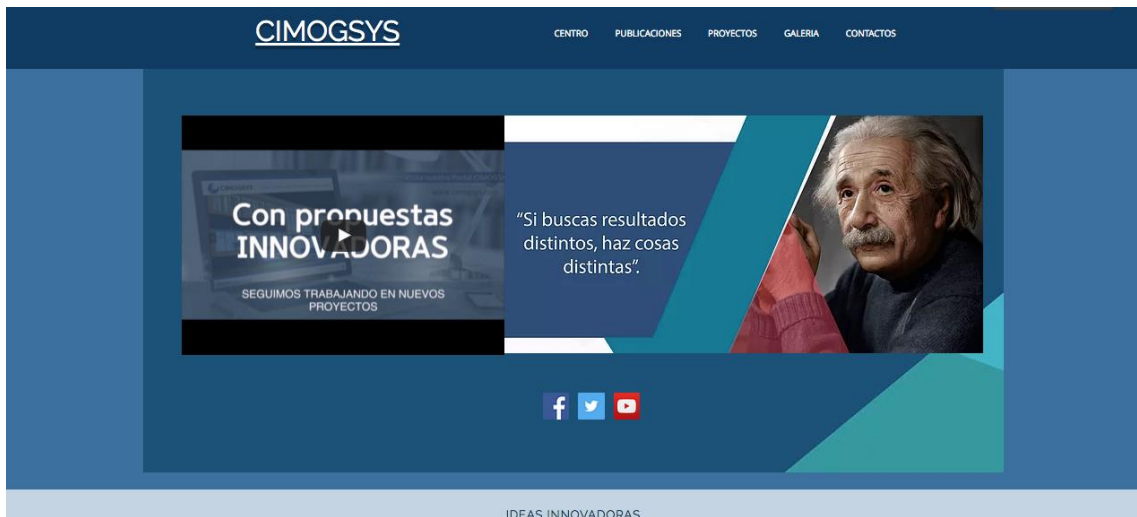 CIMOGSYS
CENTRO PUBLICACIONES PROYECTOS GALERIA CONTACTOS
Con propuestas
INNOVADORAS
SEGUIMOS TRABAJANDO EN NUEVOS
PROYECTOS
"Si buscas resultados
distintos, haz cosas
distintas".
IDEAS INNOVADORAS